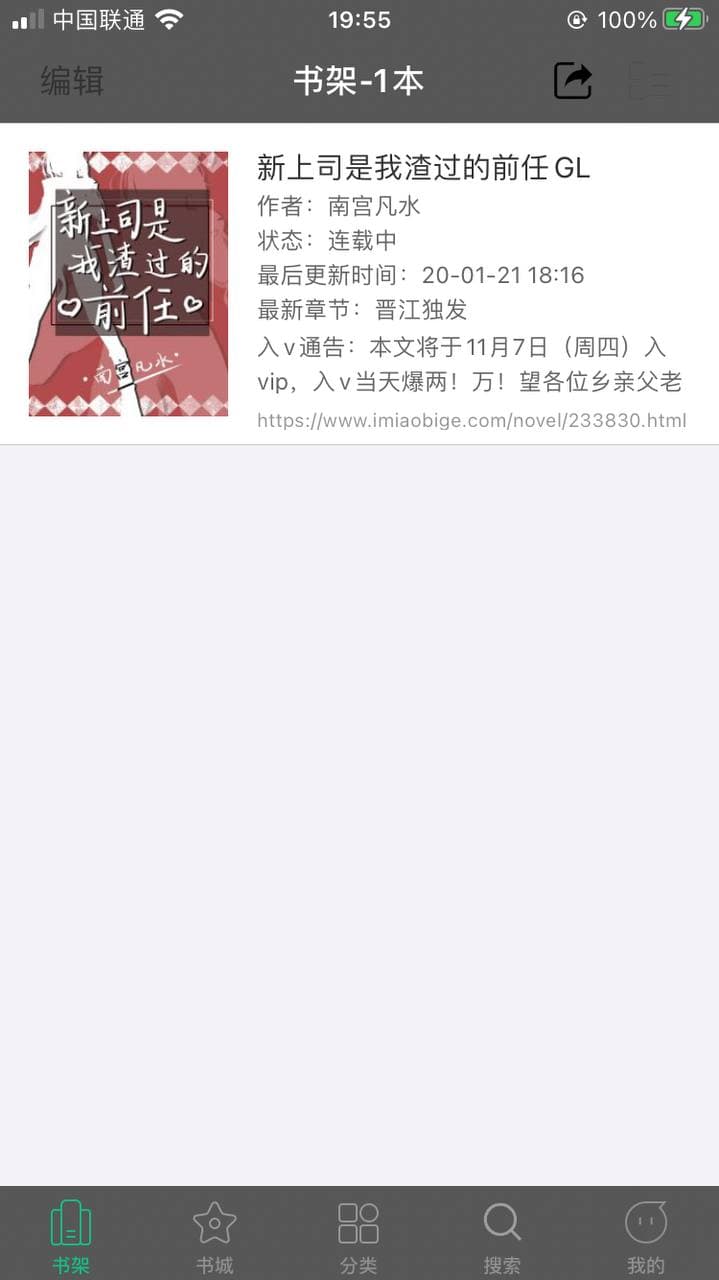 中国联通
19:55
100%
编辑
书架-1本
新上司是
我渣过的
前任
·南宫凡水·
新上司是我渣过的前任GL
作者：南宫凡水
状态：连载中
最后更新时间：20-01-21 18:16
最新章节：晋江独发
入v通告：本文将于11月7日（周四）入
vip，入v当天爆两！万！望各位乡亲父老
https://www.imiaobige.com/novel/233830.html
书架
书城
分类
搜索
我的